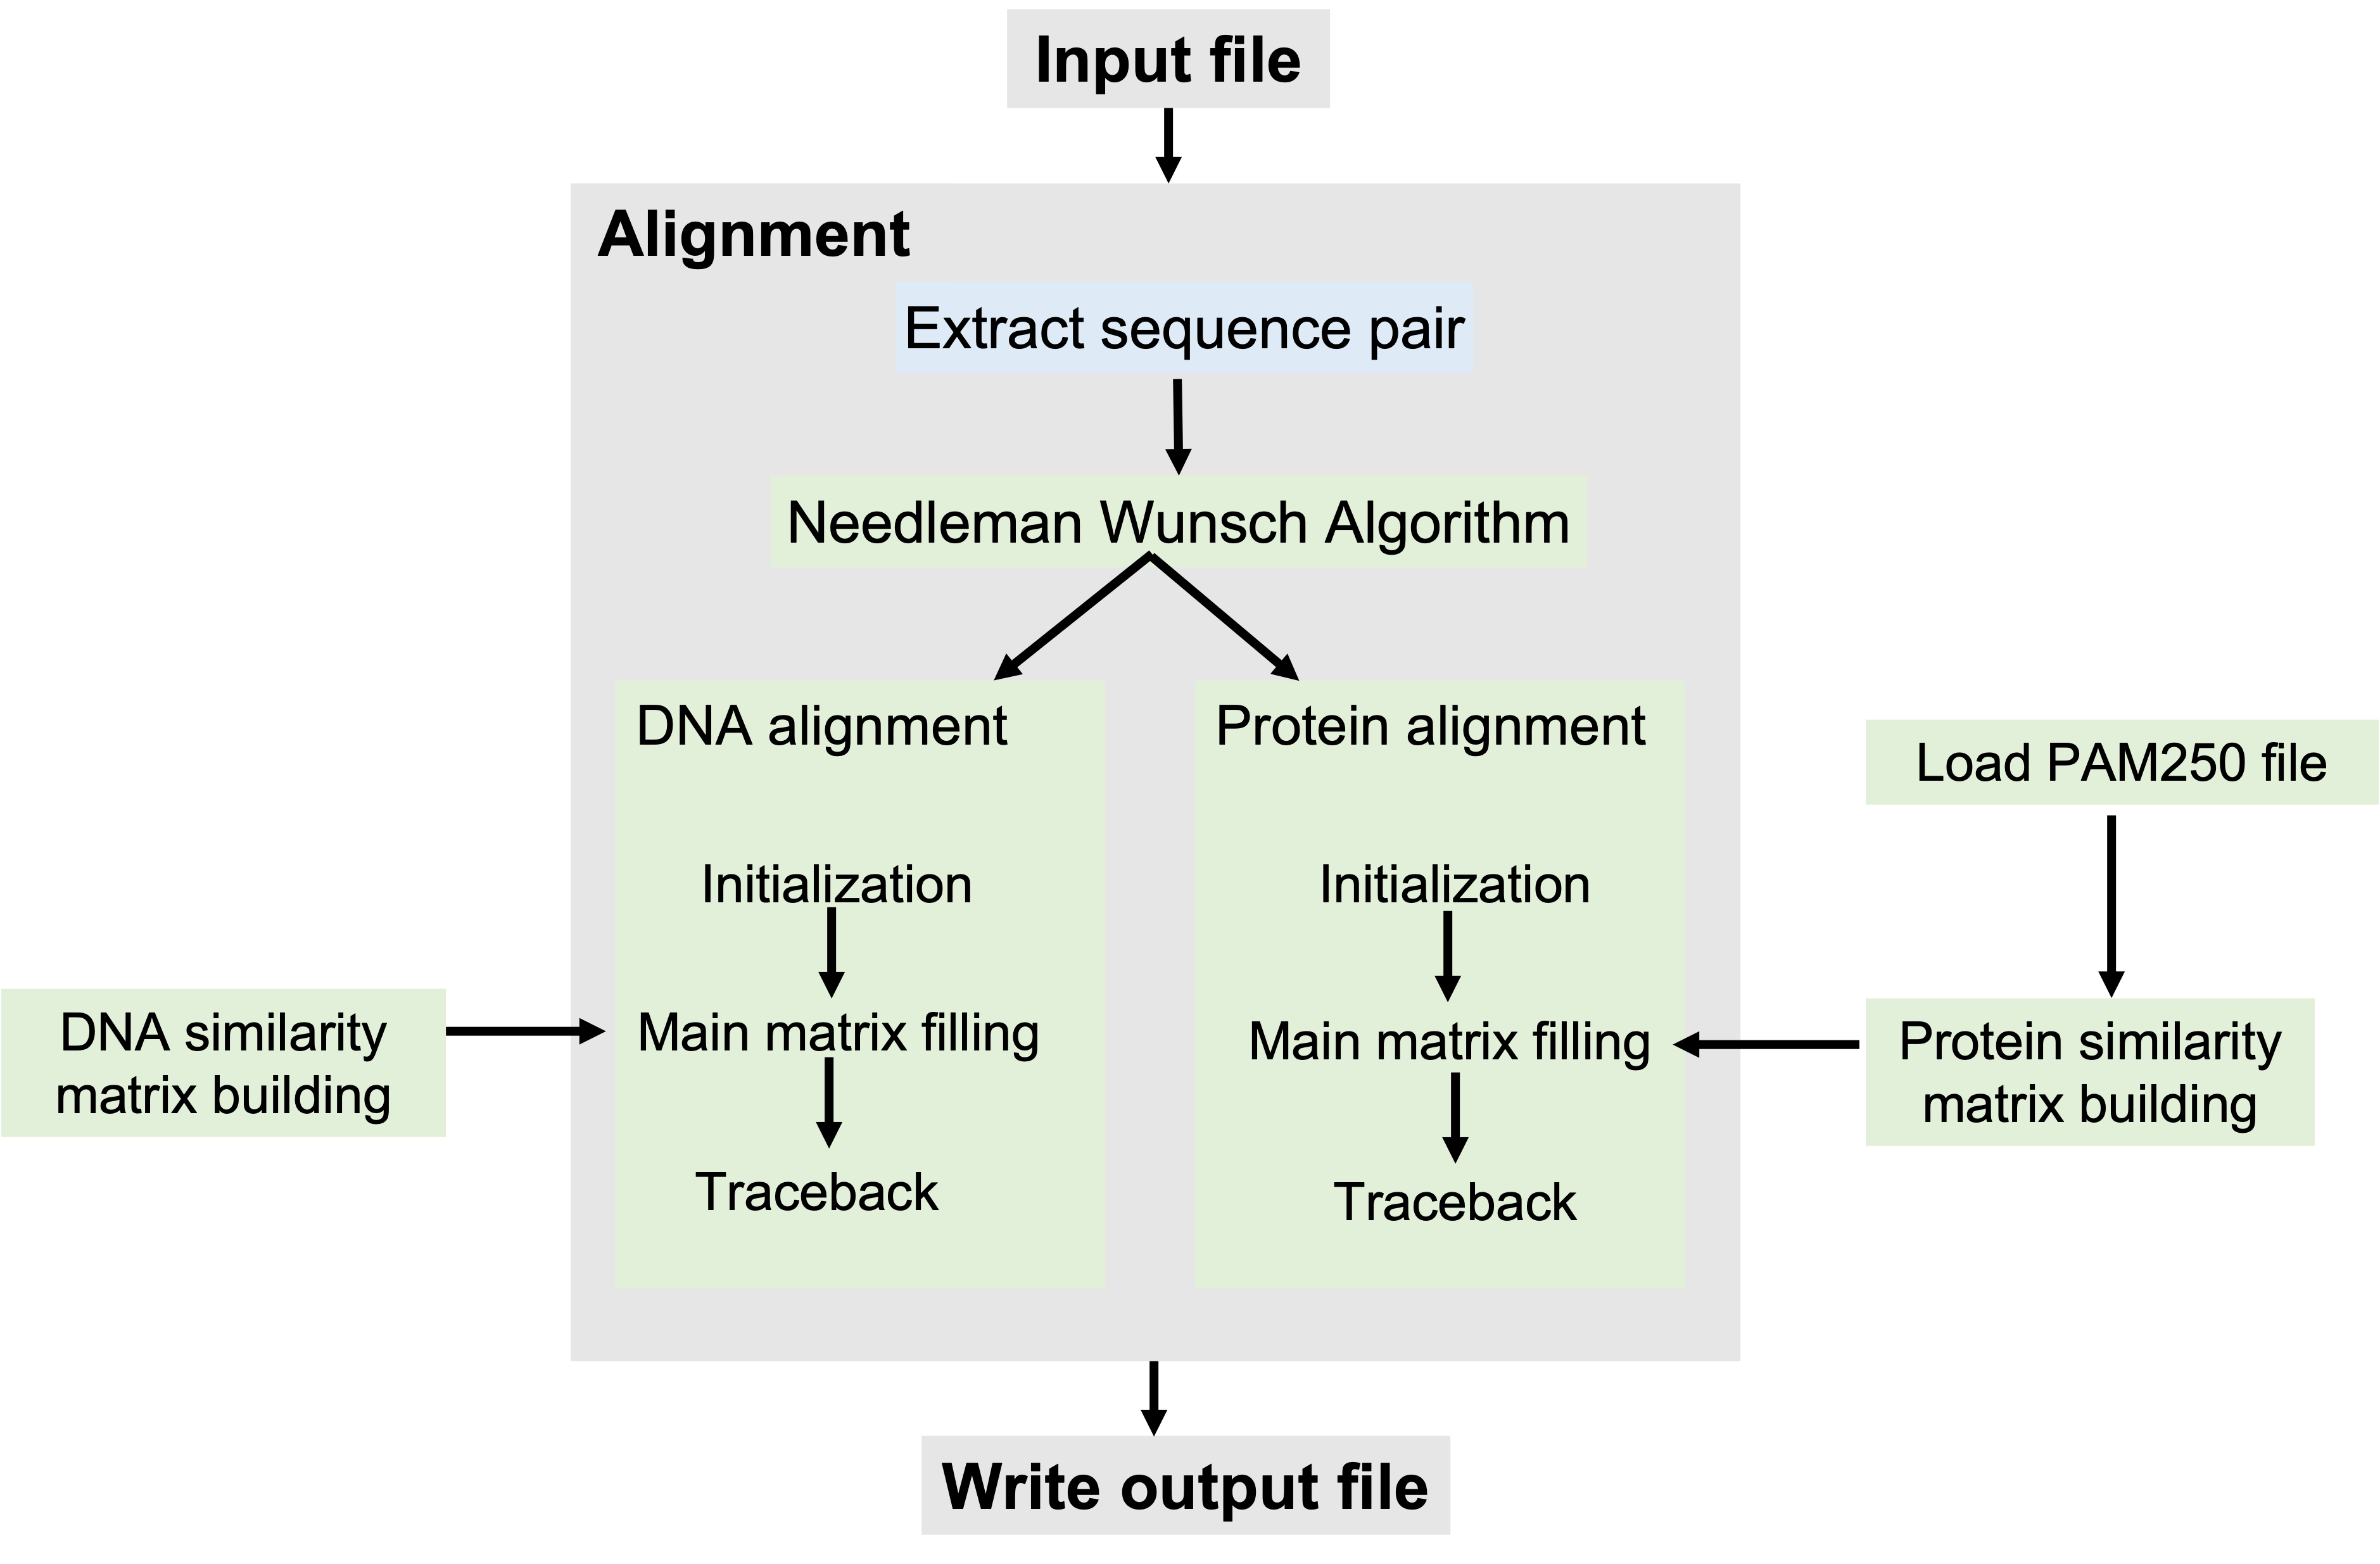 Input file
Alignment
Extract sequence pair
Needleman Wunsch Algorithm
DNA alignment
Initialization
Main matrix filling
Traceback
Protein alignment
Initialization
Main matrix filling
Traceback
DNA similarity
matrix building
Load PAM250 file
Protein similarity
matrix building
Write output file